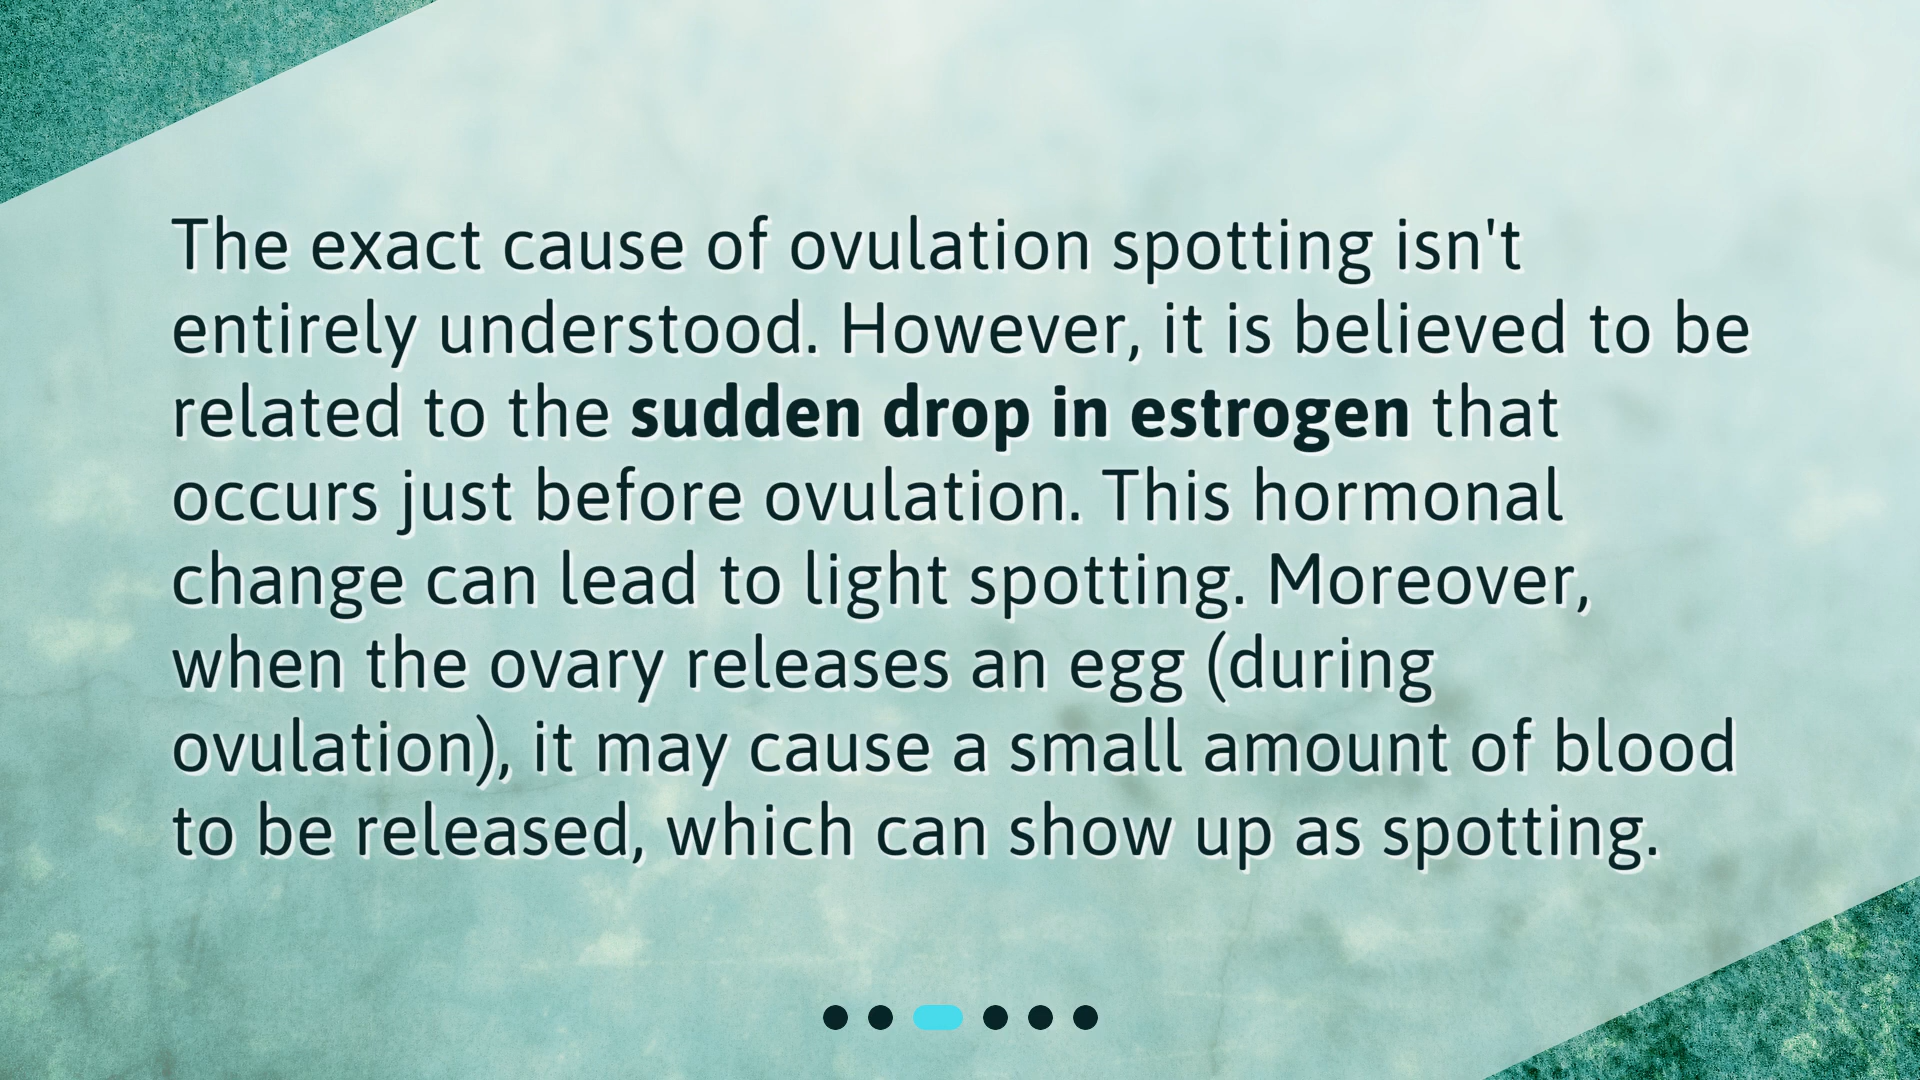 The exact cause of ovulation spotting isn't
entirely understood. However, it is believed to be
related to the sudden drop in estrogen that
occurs just before ovulation. This hormonal
change can lead to light spotting. Moreover,
when the ovary releases an egg (during
ovulation), it may cause a small amount of blood
to be released, which can show up as spotting.